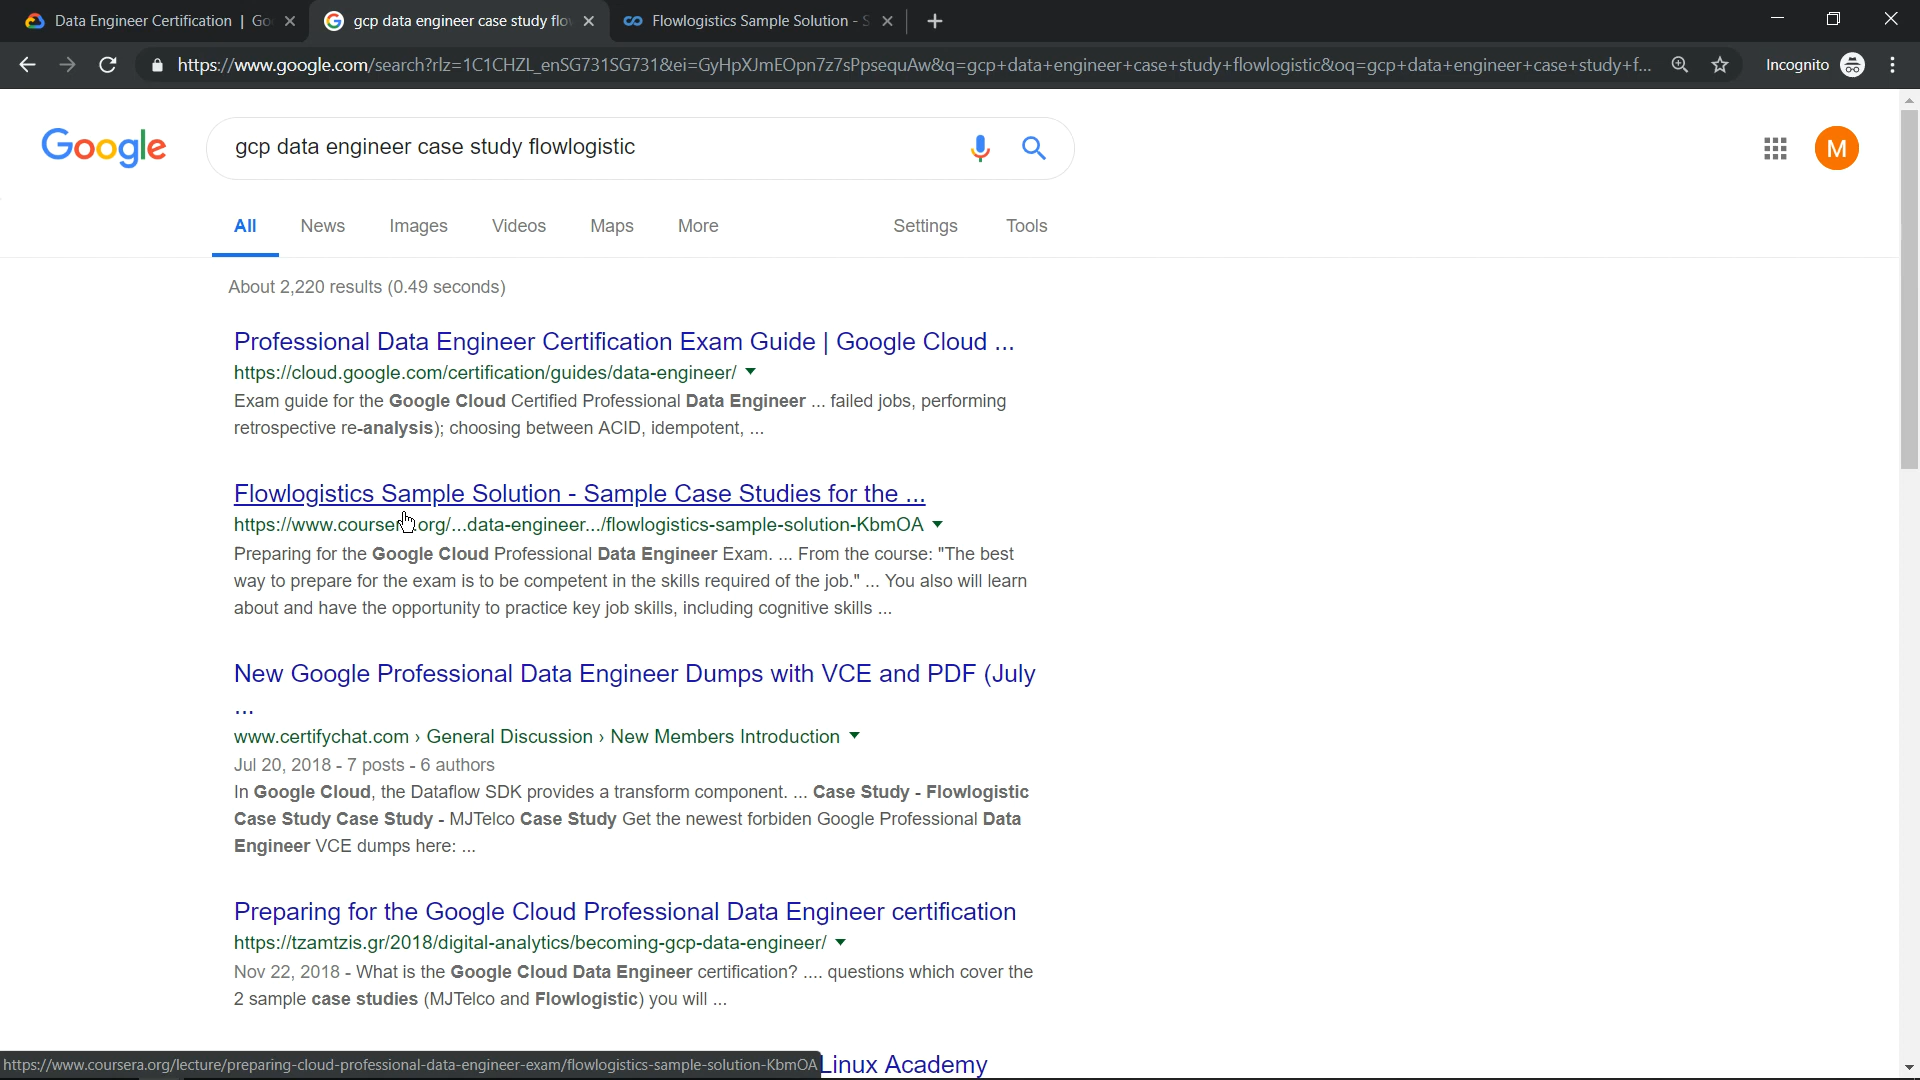 Data Engineer Certification | Go
gcp data engineer case study flo
Flowlogistics Sample Solution - S
https://www.google.com/search?rlz=1C1CHZL_enSG731SG731&ei=GyHpXJmEOpn7z7sPpsequAw&q=gcp+data+engineer+case+study+flowlogistic&oq=gcp+data+engineer+case+study+f...
Incognito
Google
gcp data engineer case study flowlogistic
M
All News Images Videos Maps More Settings Tools
About 2,220 results (0.49 seconds)
Professional Data Engineer Certification Exam Guide | Google Cloud ...
https://cloud.google.com/certification/guides/data-engineer/
Exam guide for the Google Cloud Certified Professional Data Engineer ... failed jobs, performing
retrospective re-analysis); choosing between ACID, idempotent, ...
Flowlogistics Sample Solution - Sample Case Studies for the ...
https://www.coursera.org/...data-engineer.../flowlogistics-sample-solution-KbmOA
Preparing for the Google Cloud Professional Data Engineer Exam. ... From the course: "The best
way to prepare for the exam is to be competent in the skills required of the job." ... You also will learn
about and have the opportunity to practice key job skills, including cognitive skills ...
New Google Professional Data Engineer Dumps with VCE and PDF (July
...
www.certifychat.com › General Discussion › New Members Introduction
Jul 20, 2018 - 7 posts - 6 authors
In Google Cloud, the Dataflow SDK provides a transform component. ... Case Study - Flowlogistic
Case Study Case Study - MJTelco Case Study Get the newest forbiden Google Professional Data
Engineer VCE dumps here: ...
Preparing for the Google Cloud Professional Data Engineer certification
https://tzamtzis.gr/2018/digital-analytics/becoming-gcp-data-engineer/
Nov 22, 2018 - What is the Google Cloud Data Engineer certification? .... questions which cover the
2 sample case studies (MJTelco and Flowlogistic) you will ...
https://www.coursera.org/lecture/preparing-cloud-professional-data-engineer-exam/flowlogistics-sample-solution-KbmOA
Linux Academy